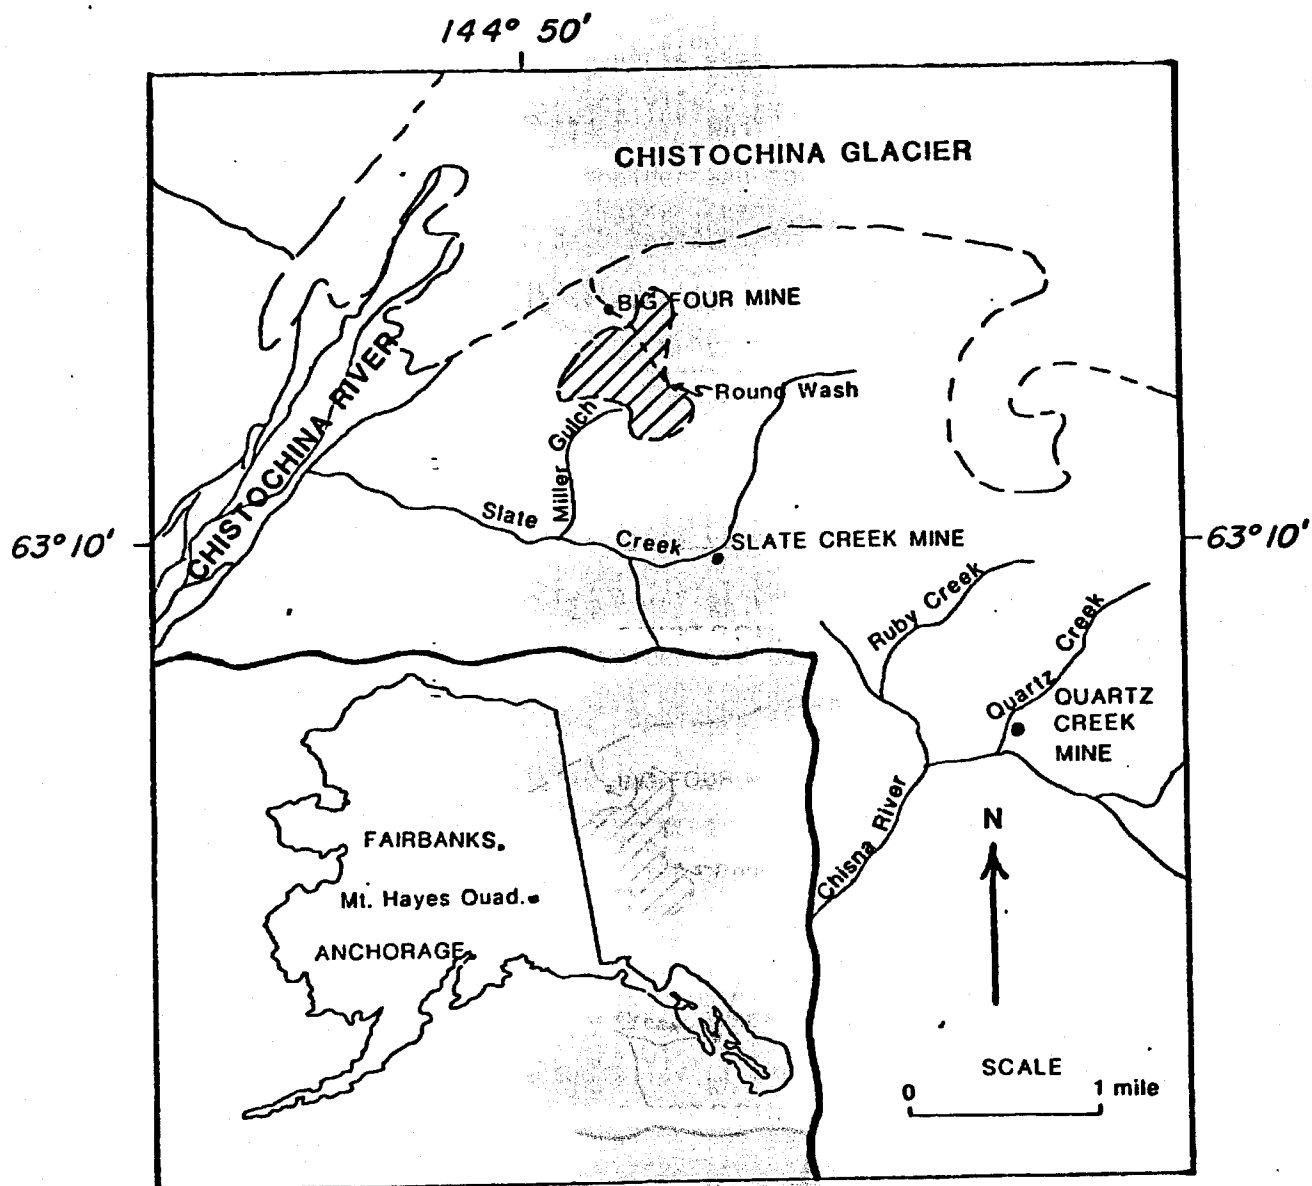 144° 50'
CHISTOCHINA GLACIER
BIG FOUR MINE
Round Wash
CHISTOCHINA RIVER
Miller Gulch
Slate Creek
SLATE CREEK MINE
63°10'
63°10'
Ruby Creek
Quartz Creek
QUARTZ
CREEK
MINE
Chisna River
FAIRBANKS
Mt. Hayes Quad.
ANCHORAGE
N
SCALE
0 1 mile